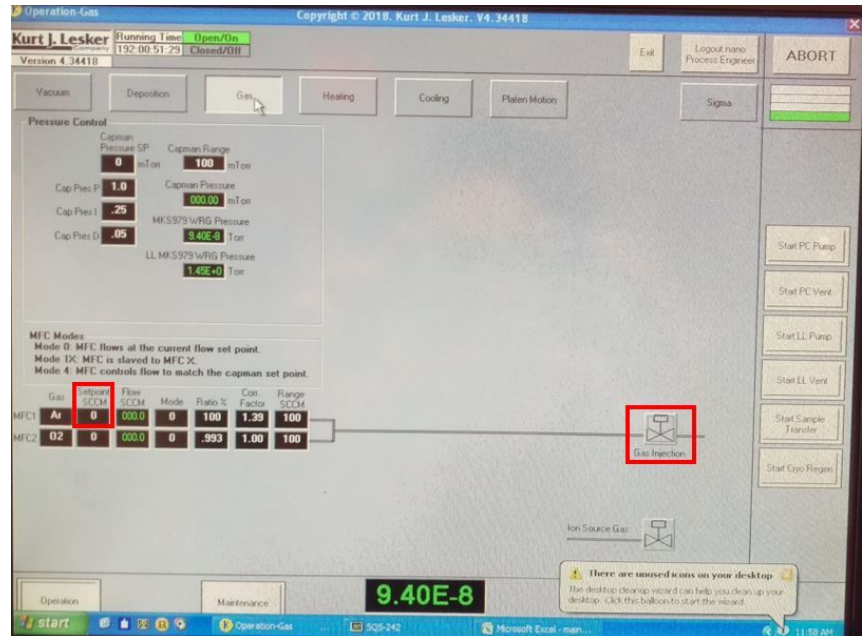 Operation-Gas
Copyright © 2018. Kurt J. Lesker. V4.34418
Kurt J. Lesker
Company
Version 4.34418
Running Time
192:00:51:29
Open/On
Closed/Off
Exit
Logout nano
Process Engineer
ABORT
Vacuum
Deposition
Gas
Heating
Cooling
Platen Motion
Sigma
Pressure Control
Capman
Pressure SP
0 mTorr
Capman Range
100 mTorr
Cap Pres P 1.0
Capman Pressure
000.00 mTorr
Cap Pres I .25
MKS979 WRG Pressure
9.40E-8 Torr
Cap Pres D .05
LL MKS979 WRG Pressure
1.45E+0 Torr
Start PC Pump
Start PC Vent
Start LL Pump
Start LL Vent
Start Sample
Transfer
Start Cryo Regen
MFC Modes
Mode 0: MFC flows at the current flow set point.
Mode 1X: MFC is slaved to MFC X.
Mode 4: MFC controls flow to match the capman set point.
Gas Setpoint SCCM Flow SCCM Mode Ratio % Corr. Factor Range SCCM
MFC1 Ar 0 000.0 0 100 1.39 100
MFC2 O2 0 000.0 0 .993 1.00 100
Gas Injection
Ion Source Gas
There are unused icons on your desktop
The desktop cleanup wizard can help you clean up your
desktop. Click this balloon to start the wizard.
Operation
Maintenance
9.40E-8
start
Operation-Gas
SQS-242
Microsoft Excel - main...
11:58 AM